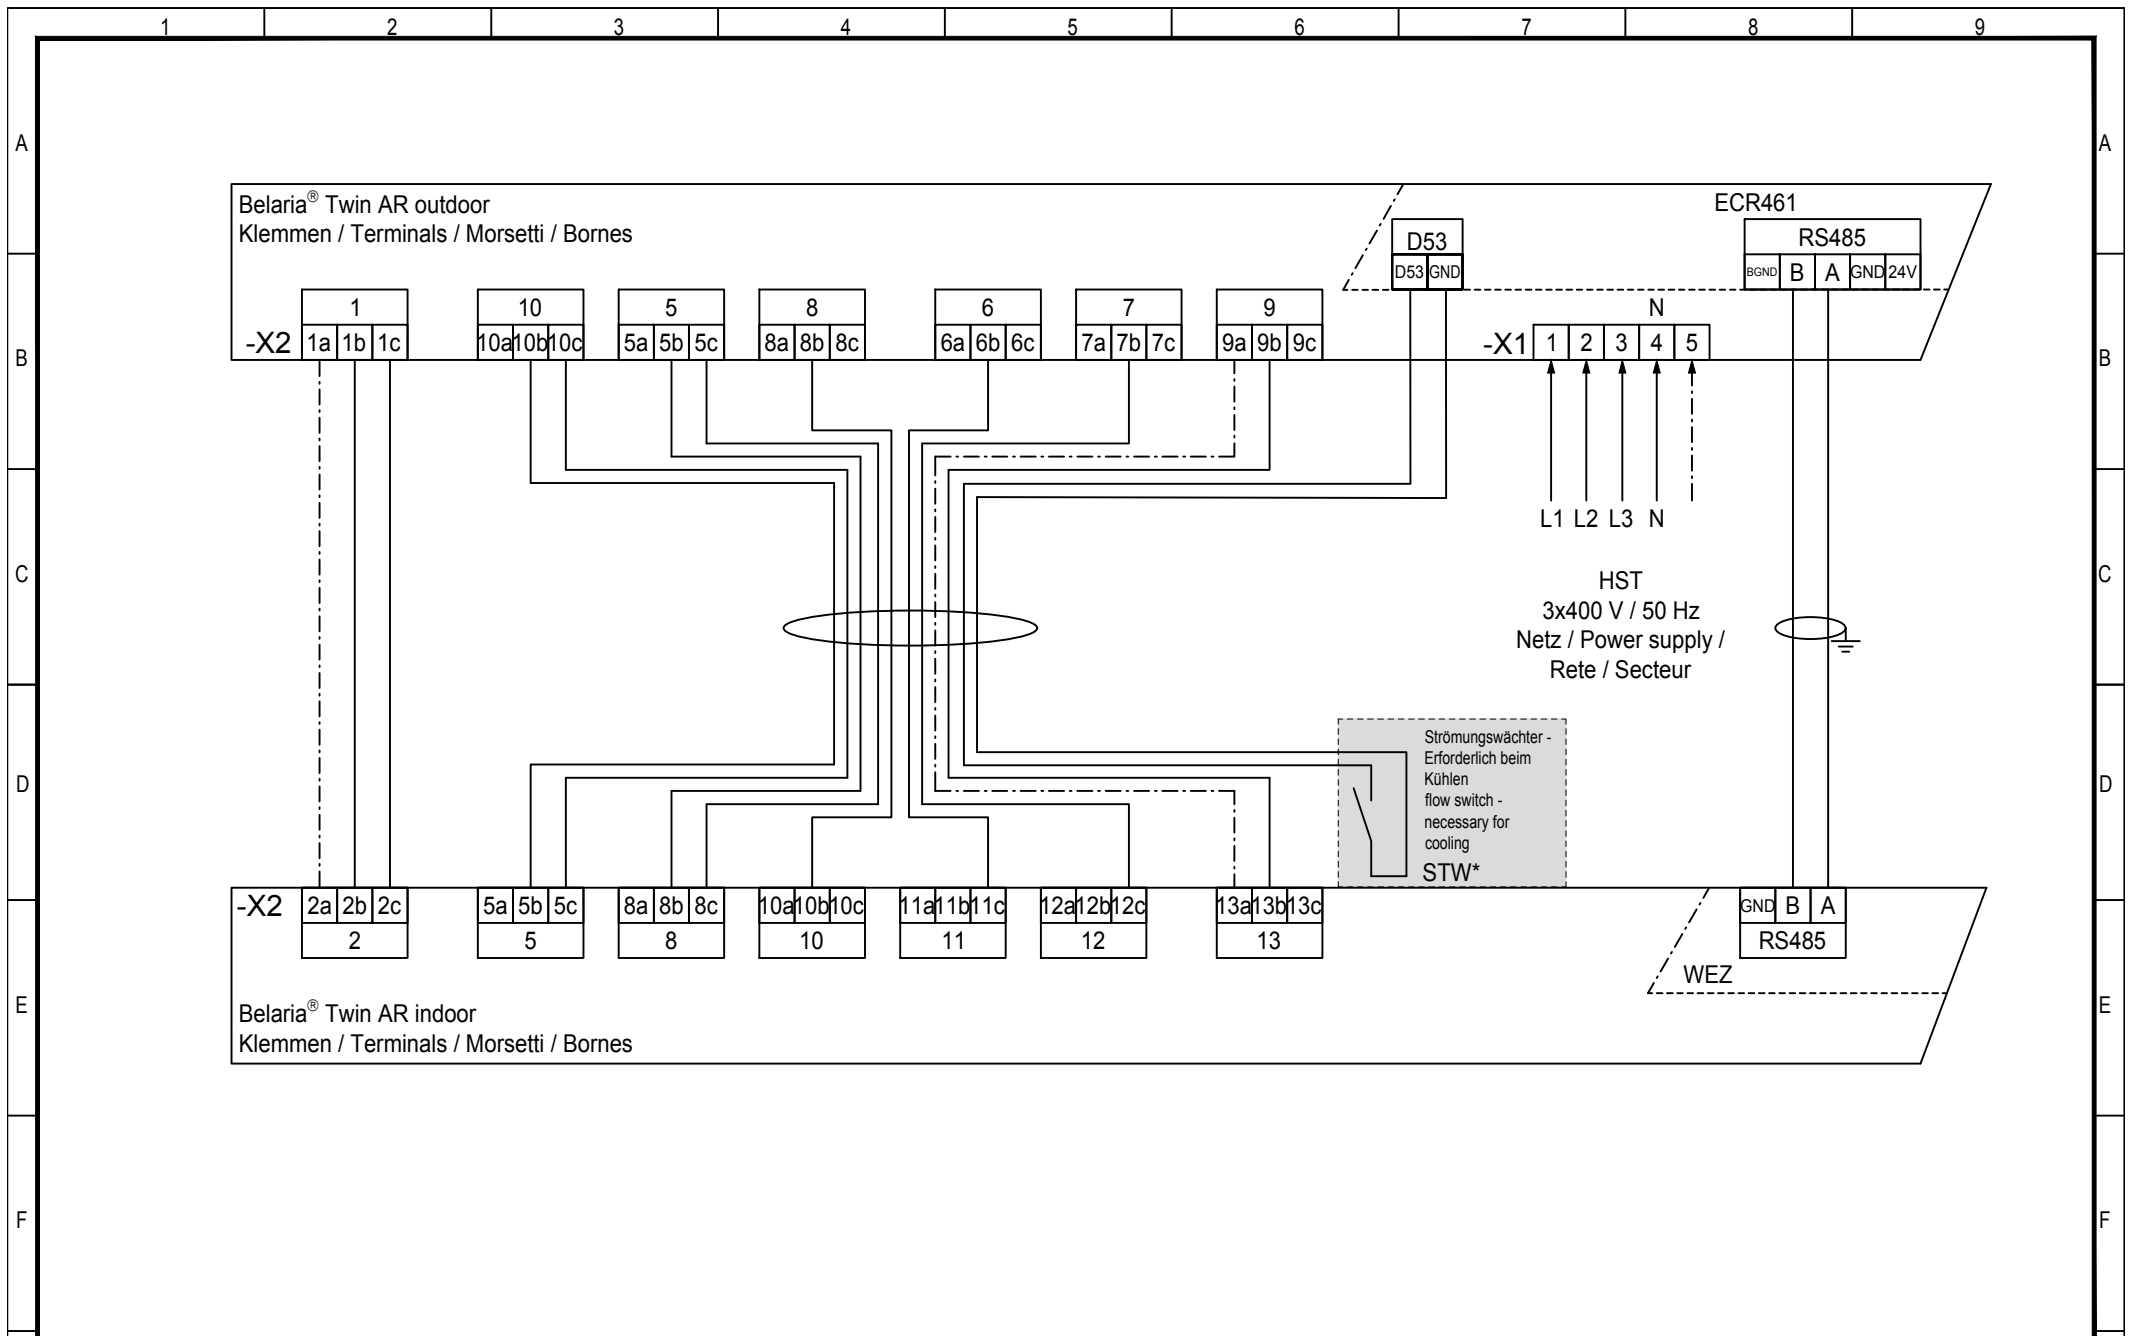 1 2 3 4 5 6 7 8 9
A A
Belaria® Twin AR outdoor
Klemmen / Terminals / Morsetti / Bornes
ECR461
D53 RS485
D53 GND BGND B A GND 24V
1 10 5 8 6 7 9 N
-X2 1a 1b 1c 10a 10b 10c 5a 5b 5c 8a 8b 8c 6a 6b 6c 7a 7b 7c 9a 9b 9c -X1 1 2 3 4 5
B B
L1 L2 L3 N
C C
HST
3x400 V / 50 Hz
Netz / Power supply /
Rete / Secteur
Strömungswächter -
Erforderlich beim
Kühlen
flow switch -
necessary for
cooling
STW*
D D
-X2 2a 2b 2c 5a 5b 5c 8a 8b 8c 10a 10b 10c 11a 11b 11c 12a 12b 12c 13a 13b 13c GND B A
2 5 8 10 11 12 13 RS485
WEZ
E E
Belaria® Twin AR indoor
Klemmen / Terminals / Morsetti / Bornes
F F